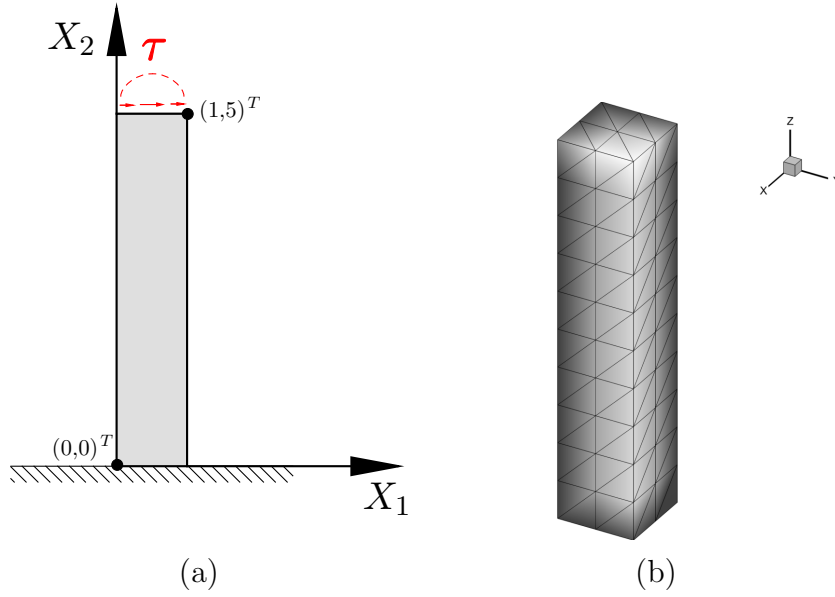 X₂
τ
(1,5)ᵀ
(0,0)ᵀ
X₁
(a)
Z
X
Y
(b)